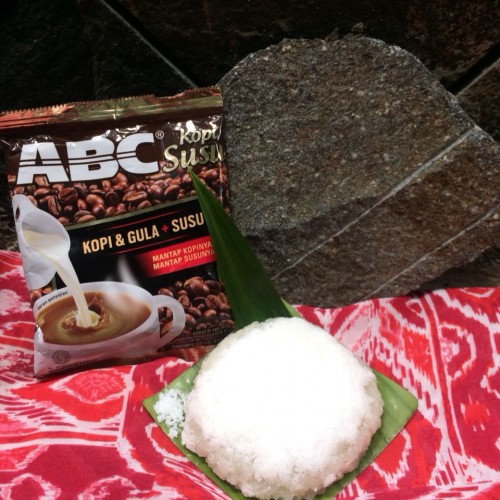 ABC®
Kopi
Susu
KOPI & GULA + SUSU
MANTAP KOPINYA
MANTAP SUSUNYA